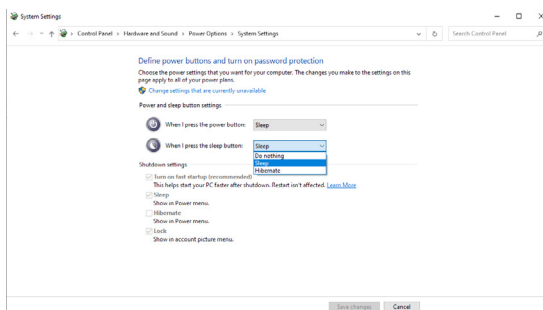 System Settings
Control Panel > Hardware and Sound > Power Options > System Settings
Search Control Panel
Define power buttons and turn on password protection
Choose the power settings that you want for your computer. The changes you make to the settings on this
page apply to all of your power plans.
Change settings that are currently unavailable
Power and sleep button settings
When I press the power button: Sleep
When I press the sleep button: Sleep
Do nothing
Sleep
Hibernate
Shutdown settings
Turn on fast startup (recommended)
This helps start your PC faster after shutdown. Restart isn't affected. Learn More
Sleep
Show in Power menu.
Hibernate
Show in Power menu.
Lock
Show in account picture menu.
Save changes Cancel